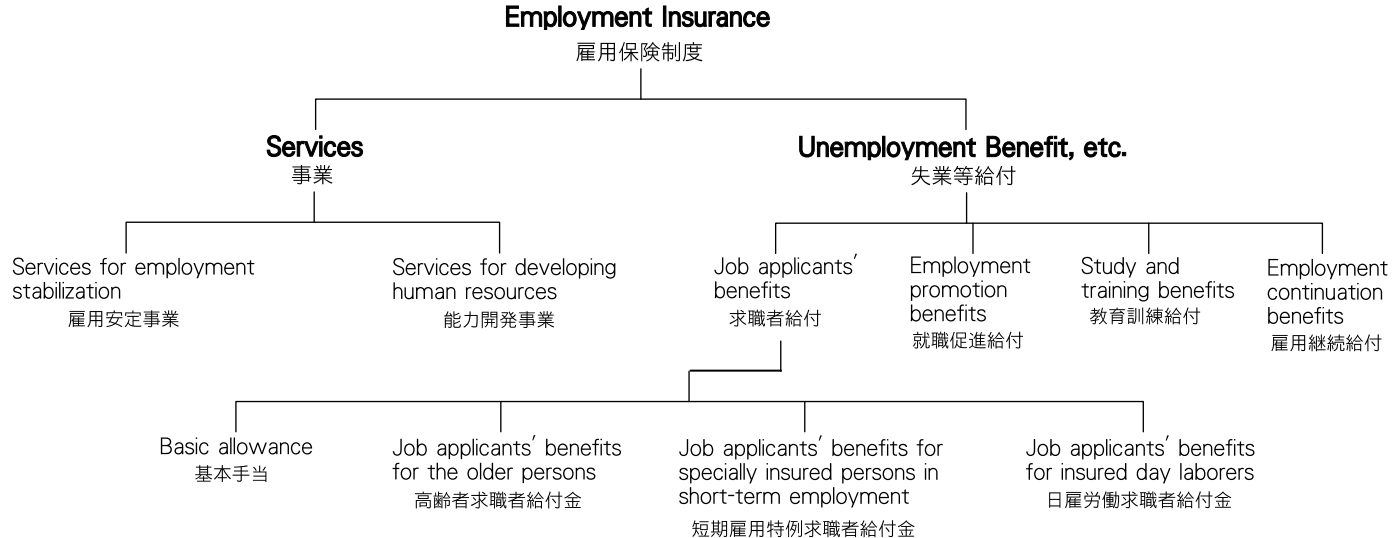 Employment Insurance
雇用保険制度
Services
事業
Unemployment Benefit, etc.
失業等給付
Services for employment
stabilization
雇用安定事業
Services for developing
human resources
能力開発事業
Job applicants’
benefits
求職者給付
Employment
promotion
benefits
就職促進給付
Study and
training benefits
教育訓練給付
Employment
continuation
benefits
雇用継続給付
Basic allowance
基本手当
Job applicants’ benefits
for the older persons
高齢者求職者給付金
Job applicants’ benefits for
specially insured persons in
short-term employment
短期雇用特例求職者給付金
Job applicants’ benefits
for insured day laborers
日雇労働求職者給付金